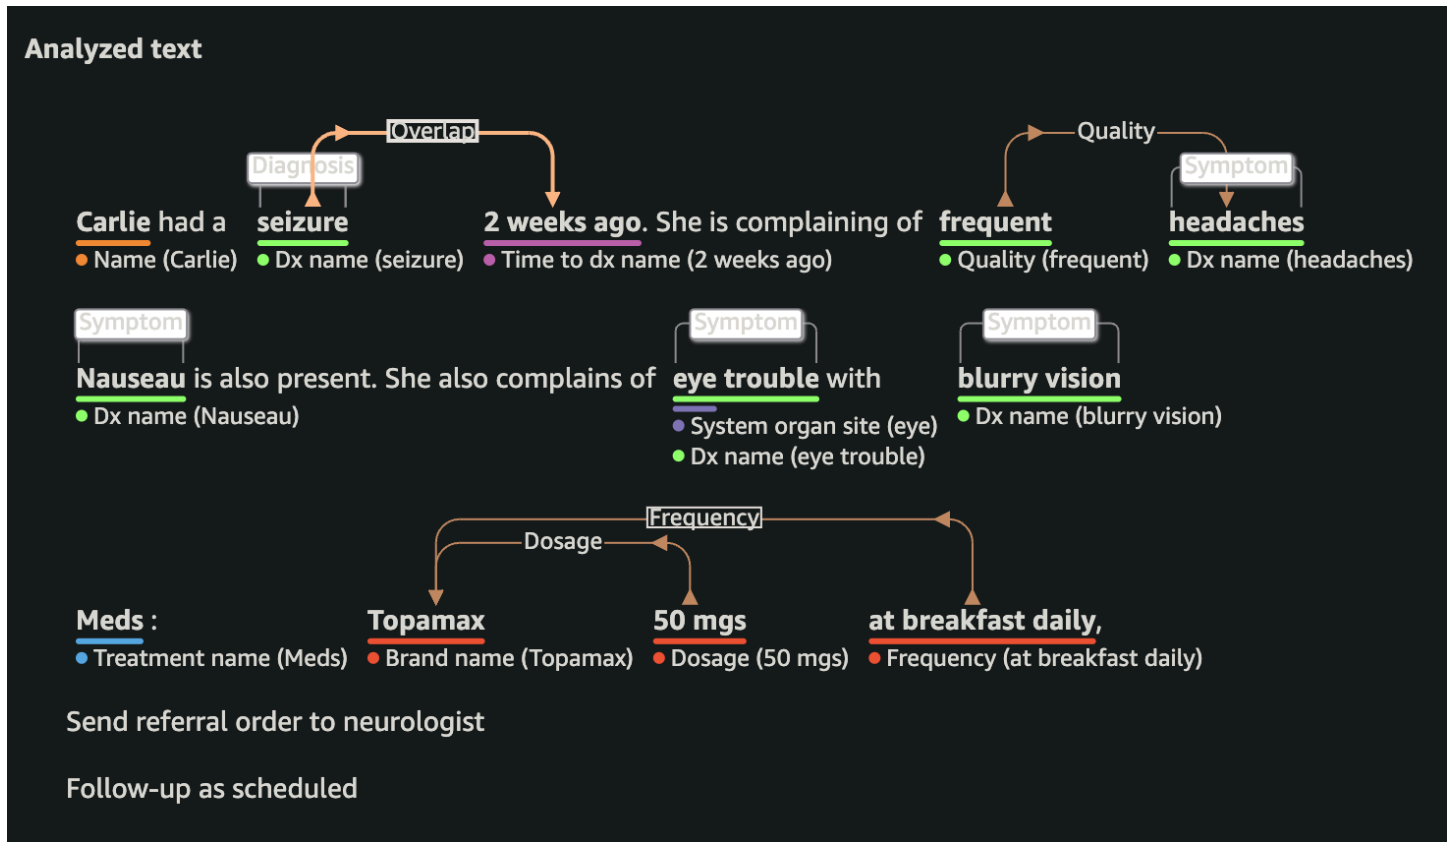 Analyzed text
Overlap
Quality
Diagnosis
Symptom
Carlie had a seizure 2 weeks ago. She is complaining of frequent headaches
Name (Carlie) Dx name (seizure) Time to dx name (2 weeks ago) Quality (frequent) Dx name (headaches)
Symptom Symptom Symptom
Nauseau is also present. She also complains of eye trouble with blurry vision
Dx name (Nauseau) System organ site (eye) Dx name (blurry vision)
Dx name (eye trouble)
Frequency
Dosage
Meds : Topamax 50 mgs at breakfast daily,
Treatment name (Meds) Brand name (Topamax) Dosage (50 mgs) Frequency (at breakfast daily)
Send referral order to neurologist
Follow-up as scheduled